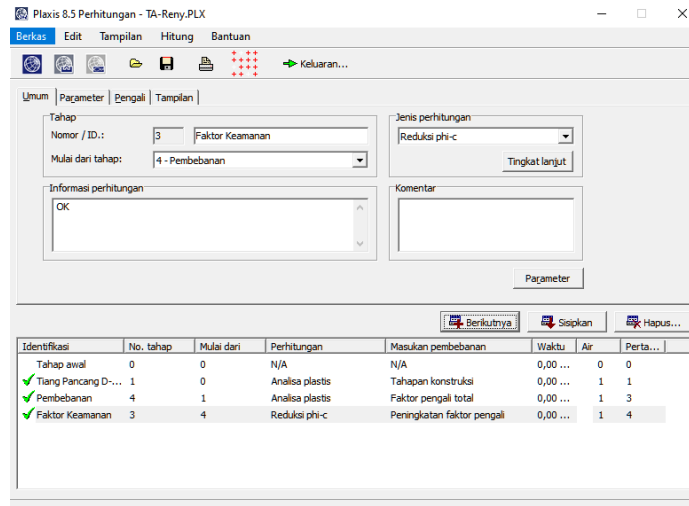 Plaxis 8.5 Perhitungan - TA-Reny.PLX
Berkas Edit Tampilan Hitung Bantuan
Keluaran...
Umum Parameter Pengali Tampilan
Tahap
Nomor / ID.: 3 Faktor Keamanan
Mulai dari tahap: 4 - Pembebanan
Jenis perhitungan
Reduksi phi-c
Tingkat lanjut
Informasi perhitungan
OK
Komentar
Parameter
Berikutnya Sisipkan Hapus...
Identifikasi No. tahap Mulai dari Perhitungan Masukan pembebanan Waktu Air Perta...
Tahap awal 0 0 N/A N/A 0,00 ... 0 0
Tiang Pancang D-... 1 0 Analisa plastis Tahapan konstruksi 0,00 ... 1 1
Pembebanan 4 1 Analisa plastis Faktor pengali total 0,00 ... 1 3
Faktor Keamanan 3 4 Reduksi phi-c Peningkatan faktor pengali 0,00 ... 1 4